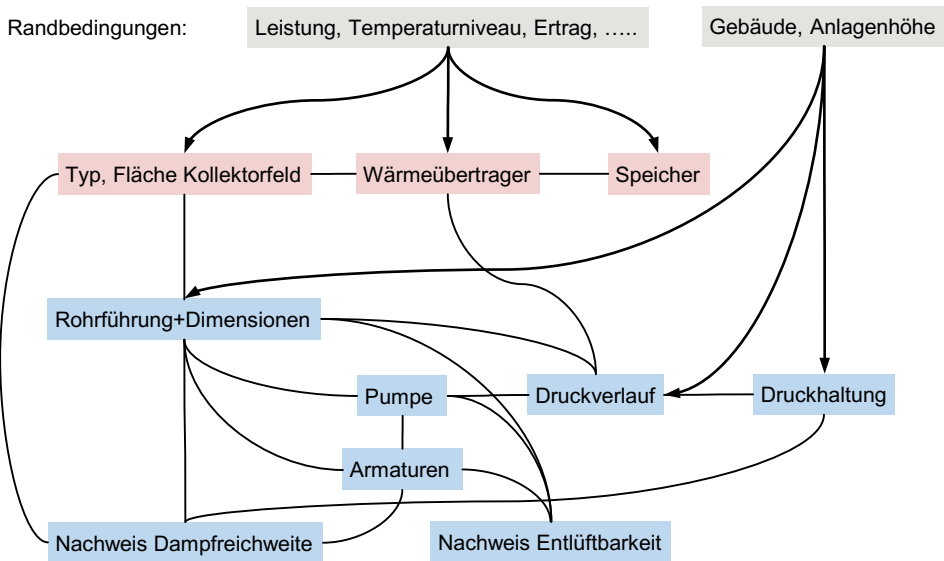 Randbedingungen:
Leistung, Temperaturniveau, Ertrag, …..
Gebäude, Anlagenhöhe
Typ, Fläche Kollektorfeld
Wärmeübertrager
Speicher
Rohrführung+Dimensionen
Pumpe
Druckverlauf
Druckhaltung
Armaturen
Nachweis Dampfreichweite
Nachweis Entlüftbarkeit